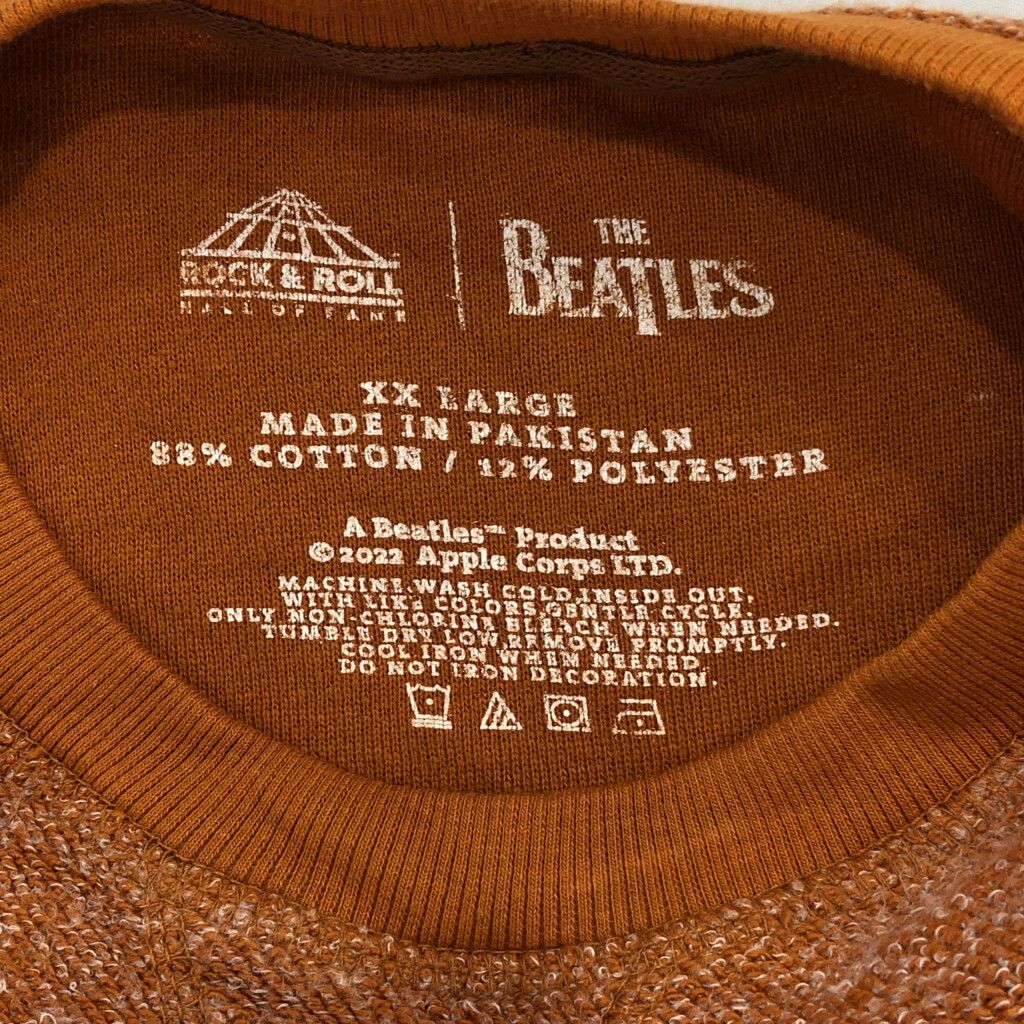 ROCK & ROLL
HALL OF FAME
THE
BEATLES
XX LARGE
MADE IN PAKISTAN
88% COTTON / 12% POLYESTER
A Beatles™ Product
© 2022 Apple Corps LTD.
MACHINE WASH COLD, INSIDE OUT,
WITH LIKE COLORS, GENTLE CYCLE.
ONLY NON-CHLORINE BLEACH WHEN NEEDED.
TUMBLE DRY LOW, REMOVE PROMPTLY.
COOL IRON WHEN NEEDED,
DO NOT IRON DECORATION.